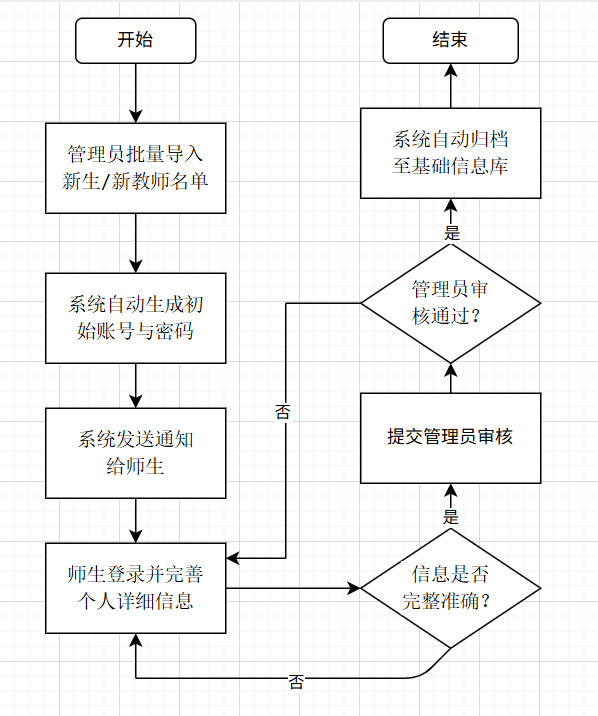 开始
管理员批量导入
新生/新教师名单
系统自动生成初
始账号与密码
系统发送通知
给师生
师生登录并完善
个人详细信息
信息是否
完整准确？
否
是
提交管理员审核
管理员审
核通过？
否
是
系统自动归档
至基础信息库
结束